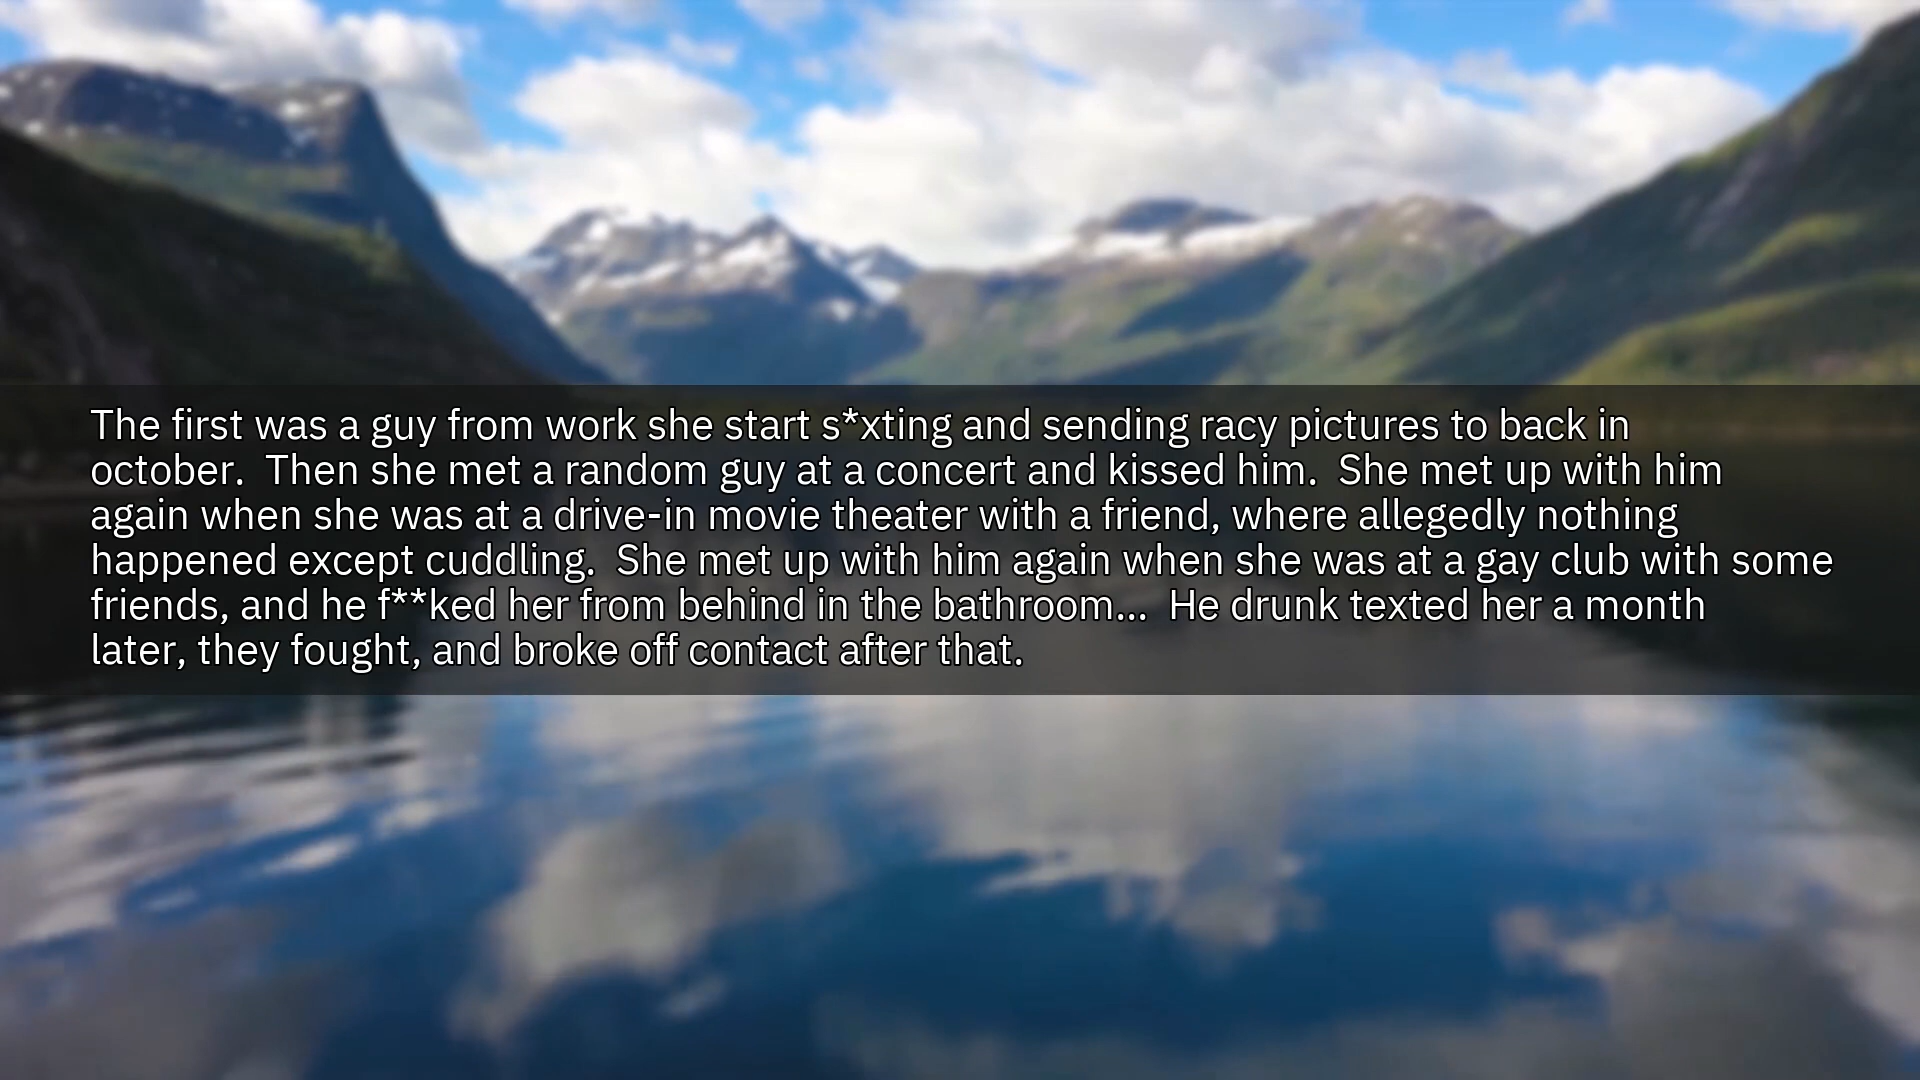 The first was a guy from work she start s*xting and sending racy pictures to back in
october.  Then she met a random guy at a concert and kissed him.  She met up with him
again when she was at a drive-in movie theater with a friend, where allegedly nothing
happened except cuddling.  She met up with him again when she was at a gay club with some
friends, and he f**ked her from behind in the bathroom...  He drunk texted her a month
later, they fought, and broke off contact after that.